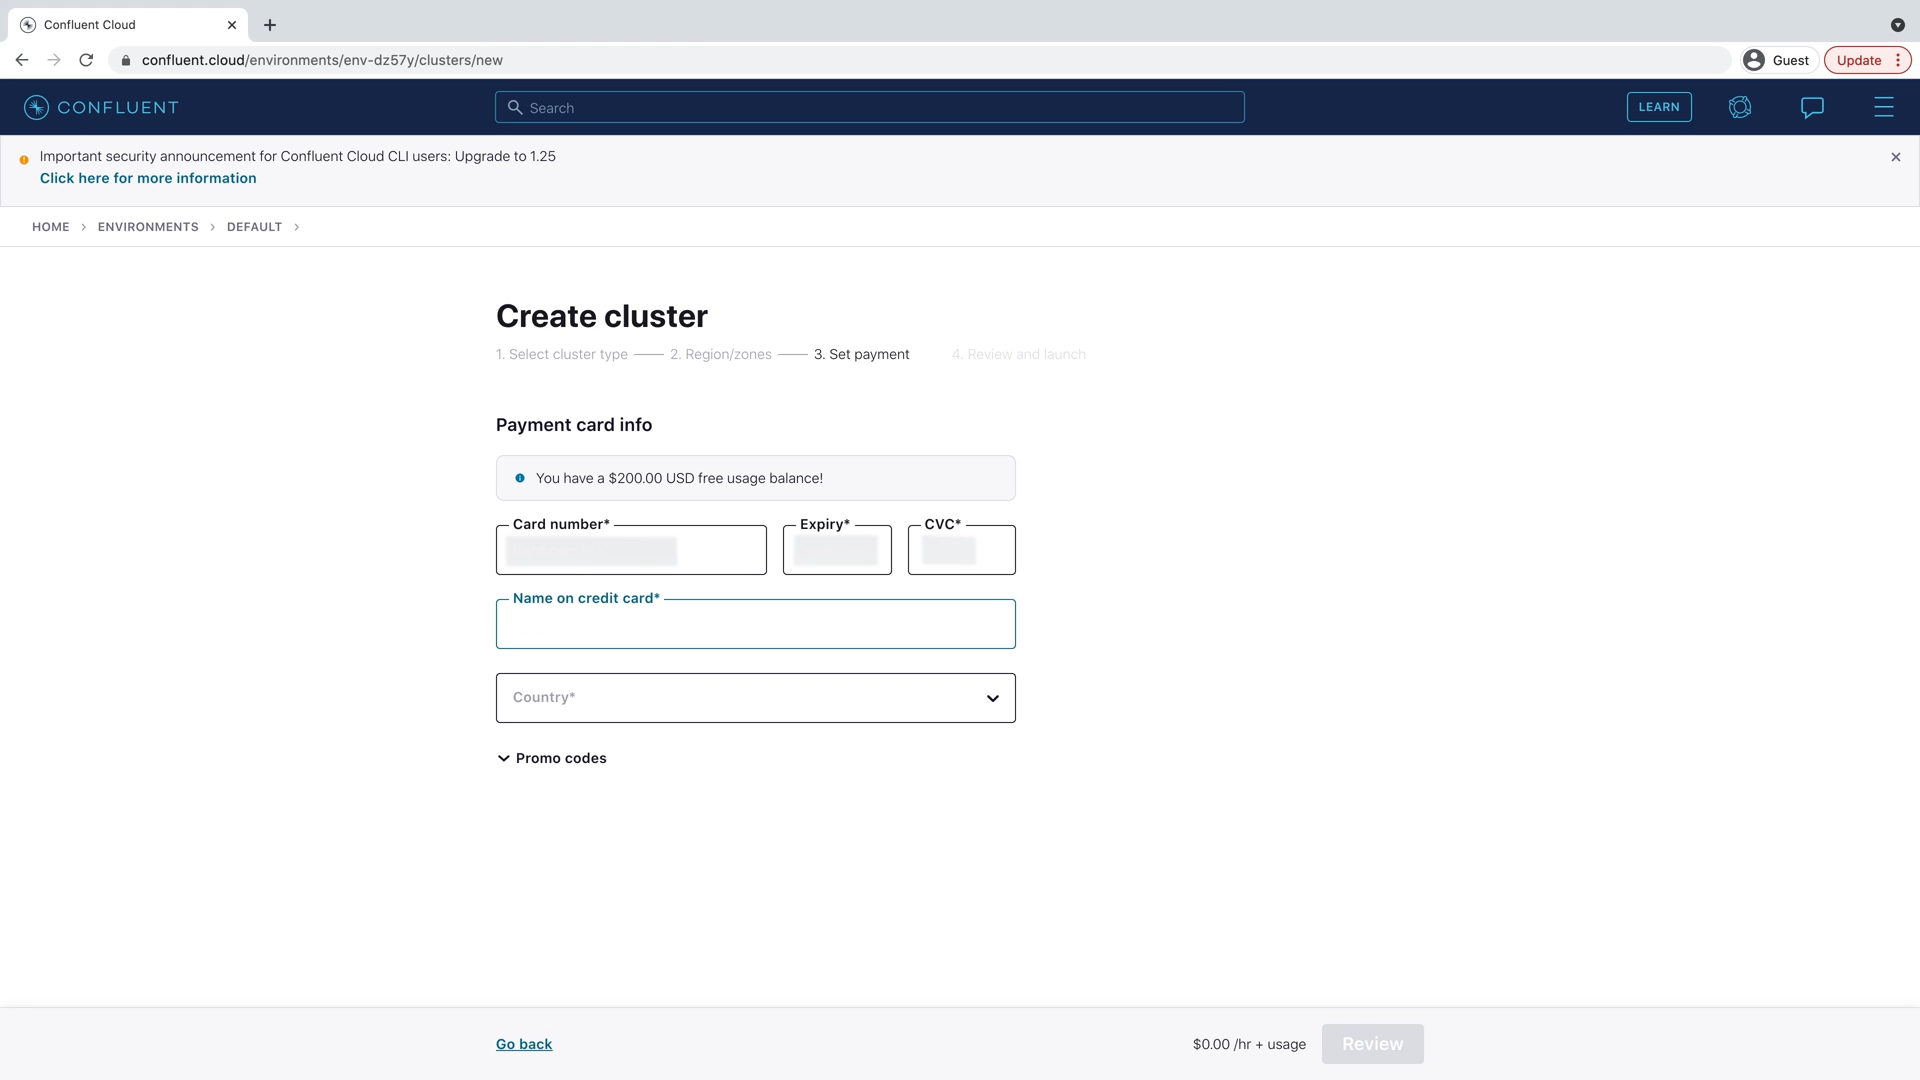 Confluent Cloud
confluent.cloud/environments/env-dz57y/clusters/new
Guest
Update
CONFLUENT
Search
LEARN
Important security announcement for Confluent Cloud CLI users: Upgrade to 1.25
Click here for more information
HOME > ENVIRONMENTS > DEFAULT >
Create cluster
1. Select cluster type
2. Region/zones
3. Set payment
4. Review and launch
Payment card info
You have a $200.00 USD free usage balance!
Card number*
Expiry*
CVC*
Name on credit card*
Country*
Promo codes
Go back
$0.00 /hr + usage
Review